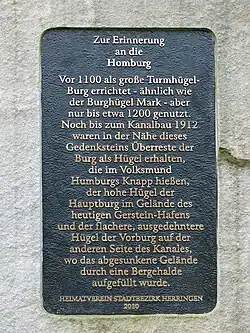 Zur Erinnerung
an die
Homburg
Vor 1100 als große Turmhügel-
Burg errichtet - ähnlich wie
der Burghügel Mark - aber
nur bis etwa 1200 genutzt.
Noch bis zum Kanalbau 1912
waren in der Nähe dieses
Gedenksteins Überreste der
Burg als Hügel erhalten,
die im Volksmund
Humburgs Knapp hießen,
der hohe Hügel der
Hauptburg im Gelände des
heutigen Gerstein-Hafens
und der flachere, ausgedehntere
Hügel der Vorburg auf der
anderen Seite des Kanales,
wo das abgesunkene Gelände
durch eine Bergehalde
aufgefüllt wurde.
HEIMATVEREIN STADTBEZIRK HERRINGEN
2010